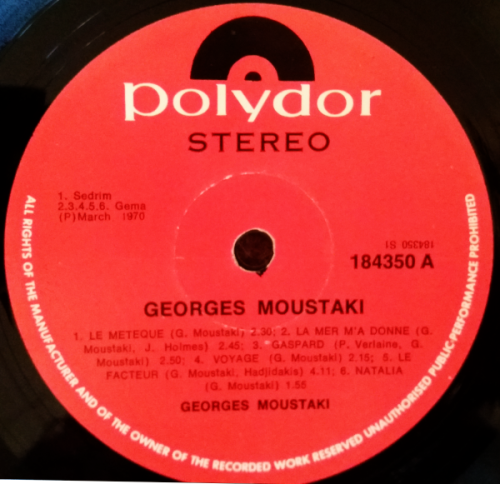 polydor
STEREO
1. Sedrim
2.3.4.5.6. Gema
(P)March 1970
184350 S1
184350 A
GEORGES MOUSTAKI
1. LE METEQUE (G. Moustaki) 2.30; 2. LA MER M'A DONNE (G.
Moustaki, J. Holmes) 2.45; 3. GASPARD (P. Verlaine, G.
Moustaki) 2.50; 4. VOYAGE (G. Moustaki) 2.15; 5. LE
FACTEUR (G. Moustaki, Hadjidakis) 4.11; 6. NATALIA
(G. Moustaki) 1.55
GEORGES MOUSTAKI
ALL RIGHTS OF THE MANUFACTURER AND OF THE OWNER OF THE RECORDED WORK RESERVED UNAUTHORISED PUBLIC PERFORMANCE PROHIBITED